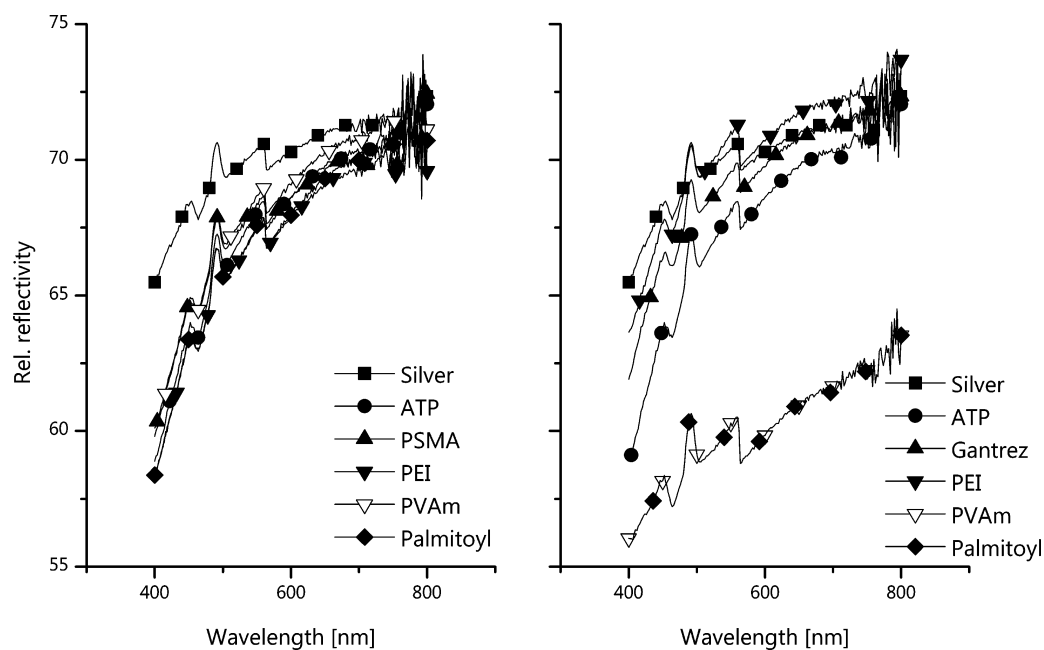 75
70
65
60
55
Rel. reflectivity
400
600
800
Wavelength [nm]
Silver
ATP
PSMA
PEI
PVAm
Palmitoyl
400
600
800
Wavelength [nm]
Silver
ATP
Gantrez
PEI
PVAm
Palmitoyl